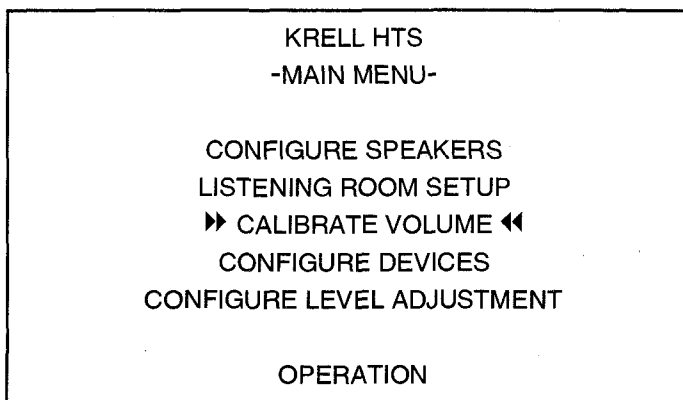 KRELL HTS
-MAIN MENU-
CONFIGURE SPEAKERS
LISTENING ROOM SETUP
▶▶ CALIBRATE VOLUME ◀◀
CONFIGURE DEVICES
CONFIGURE LEVEL ADJUSTMENT
OPERATION